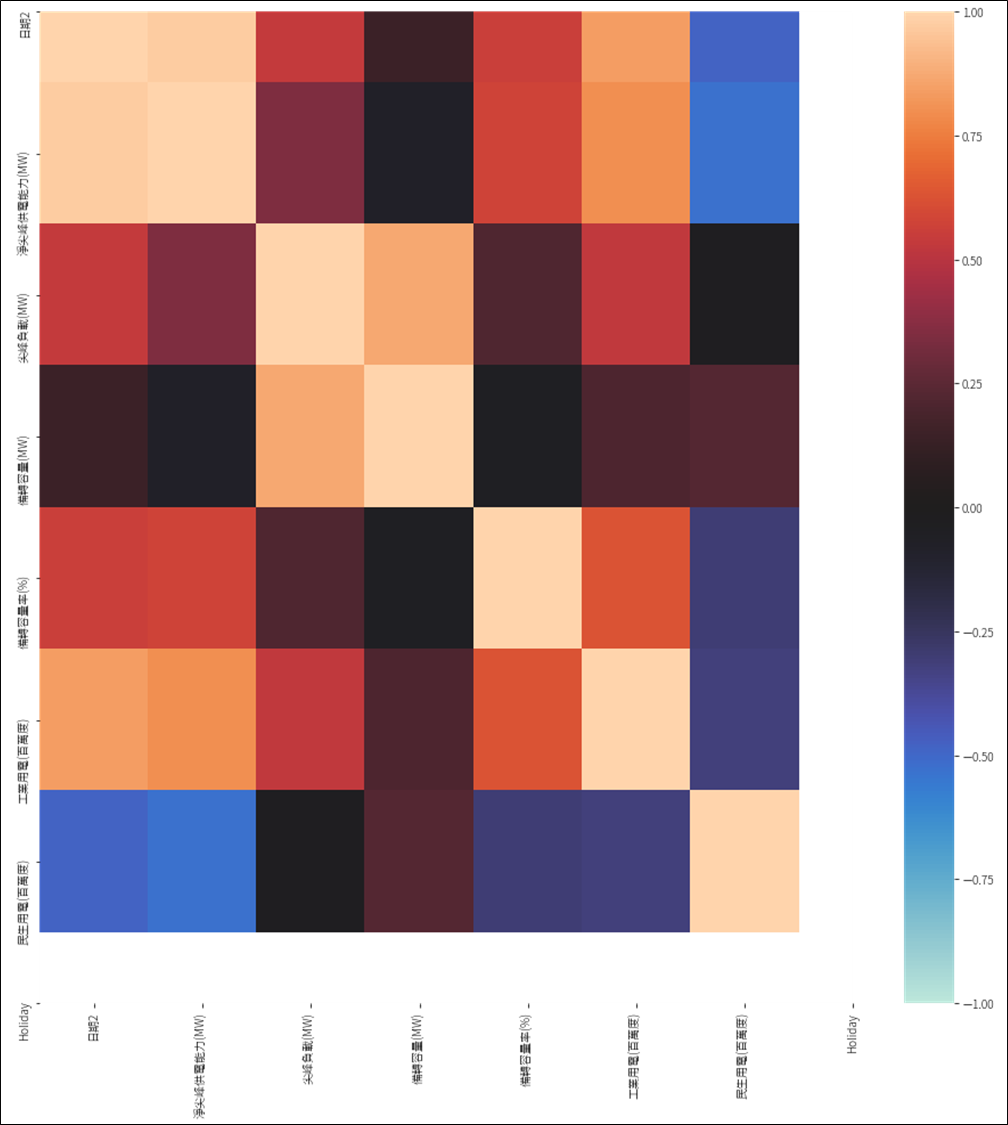 日期2
淨尖峰供電能力(MW)
尖峰負載(MW)
備轉容量(MW)
備轉容量率(%)
工業用電(百萬度)
民生用電(百萬度)
Holiday
日期2
淨尖峰供電能力(MW)
尖峰負載(MW)
備轉容量(MW)
備轉容量率(%)
工業用電(百萬度)
民生用電(百萬度)
Holiday
1.00
0.75
0.50
0.25
0.00
−0.25
−0.50
−0.75
−1.00